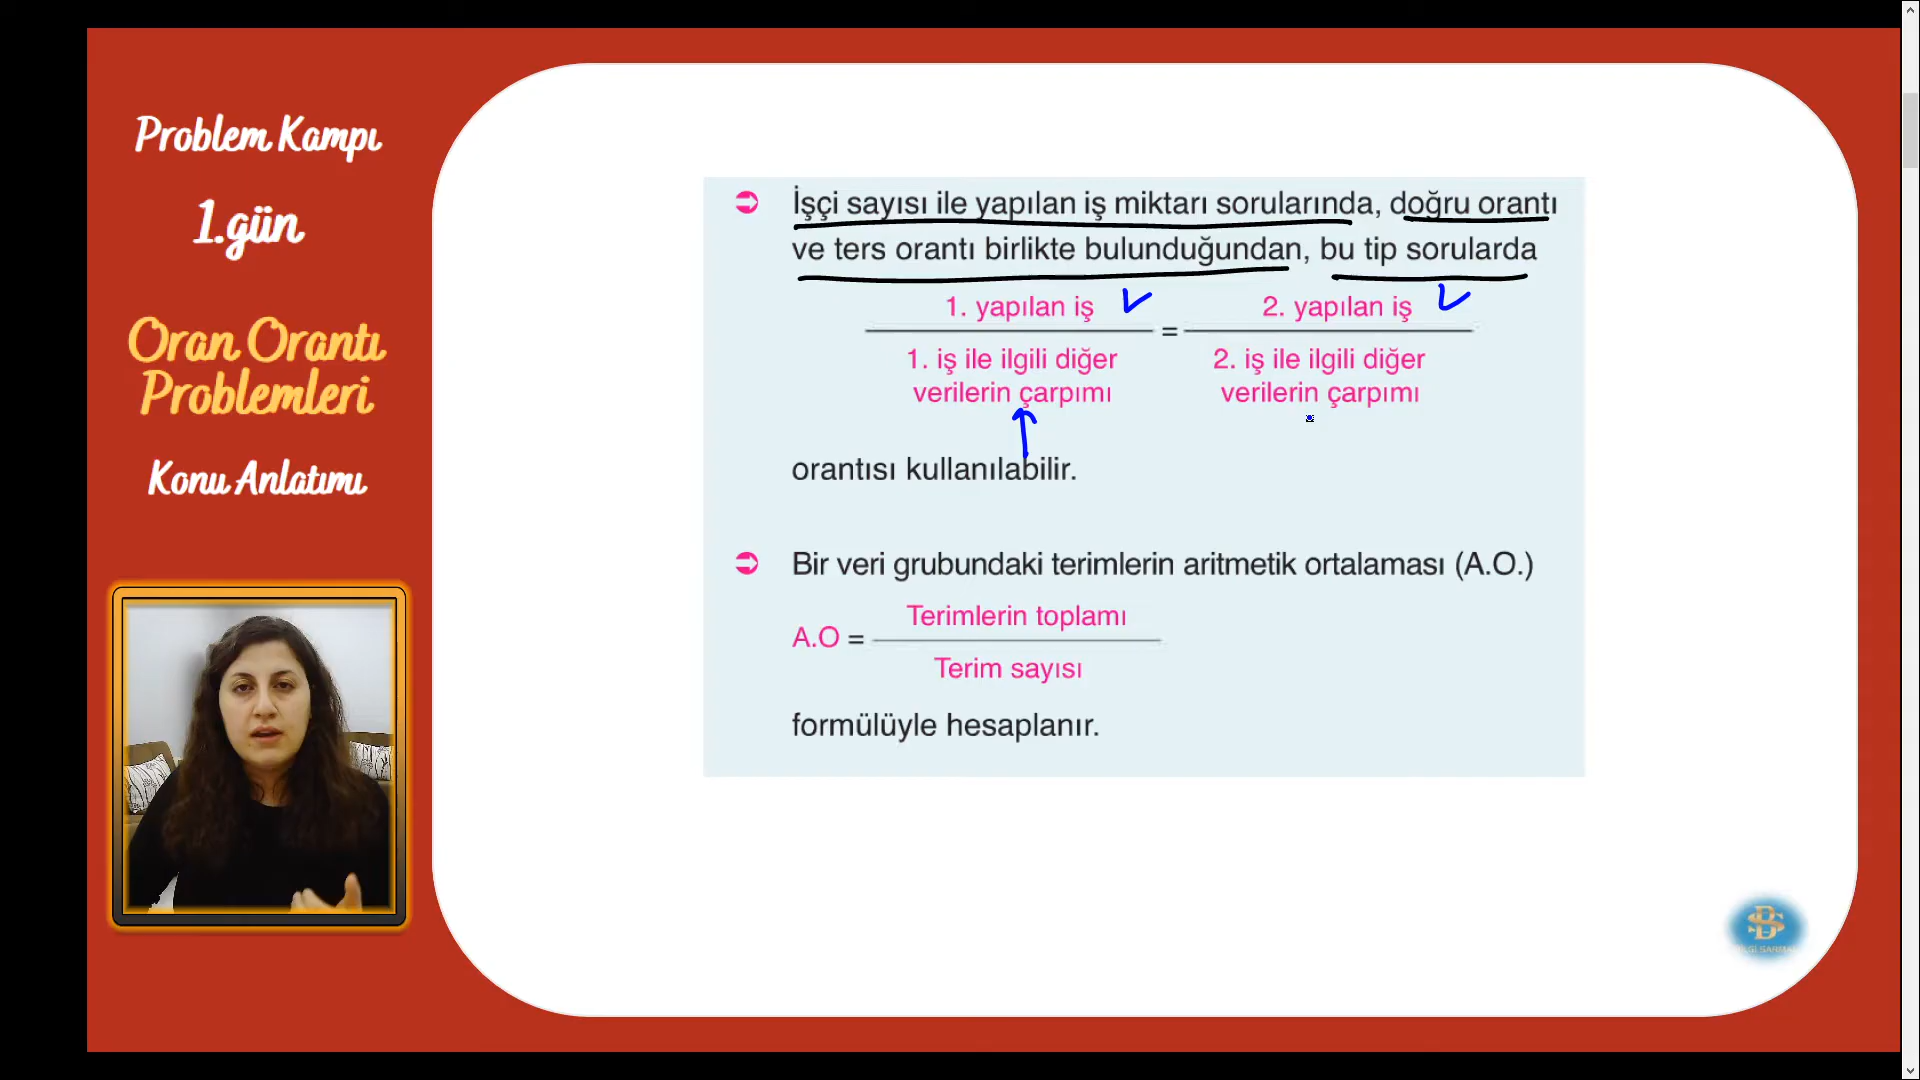 Problem Kampı
1.gün
Oran Orantı
Problemleri
Konu Anlatımı
İşçi sayısı ile yapılan iş miktarı sorularında, doğru orantı
ve ters orantı birlikte bulunduğundan, bu tip sorularda
1. yapılan iş
1. iş ile ilgili diğer
verilerin çarpımı
=
2. yapılan iş
2. iş ile ilgili diğer
verilerin çarpımı
orantısı kullanılabilir.
Bir veri grubundaki terimlerin aritmetik ortalaması (A.O.)
A.O =
Terimlerin toplamı
Terim sayısı
formülüyle hesaplanır.